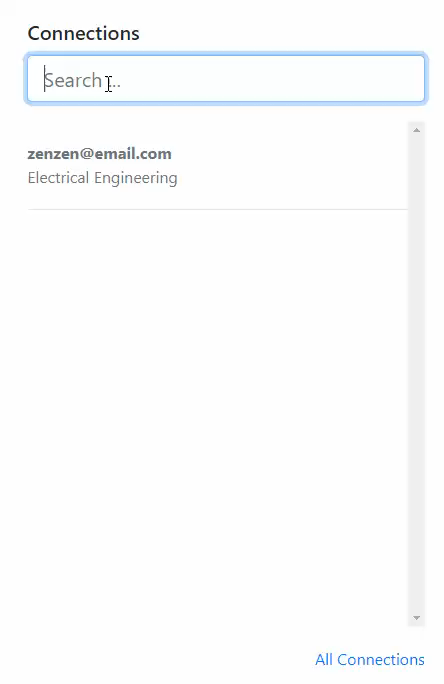 Connections
Search ...
zenzen@email.com
Electrical Engineering
All Connections